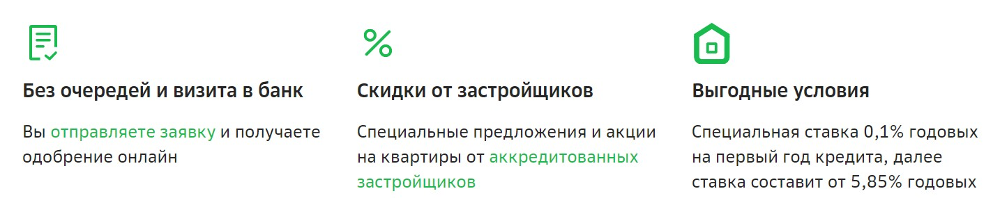 Без очередей и визита в банк
Вы отправляете заявку и получаете
одобрение онлайн
Скидки от застройщиков
Специальные предложения и акции
на квартиры от аккредитованных
застройщиков
Выгодные условия
Специальная ставка 0,1% годовых
на первый год кредита, далее
ставка составит от 5,85% годовых